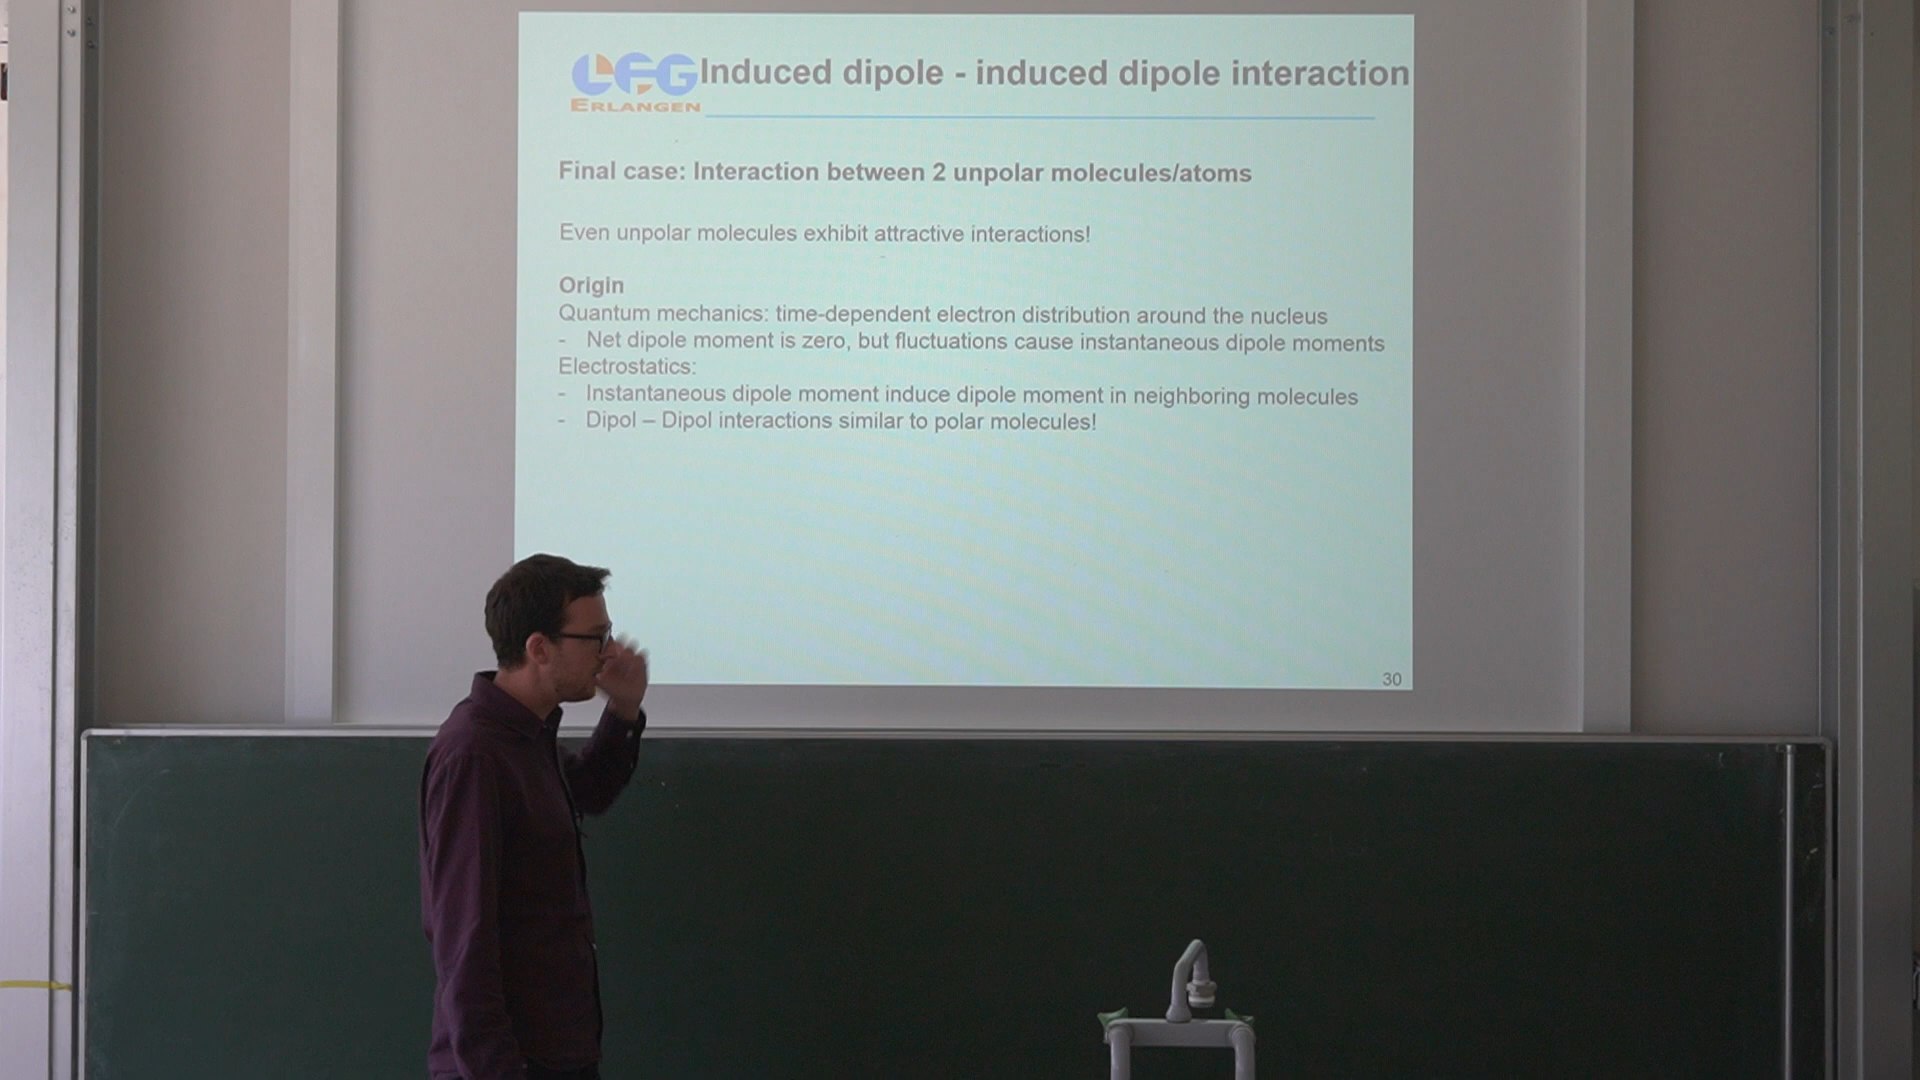 LFG
ERLANGEN
Induced dipole - induced dipole interaction
Final case: Interaction between 2 unpolar molecules/atoms
Even unpolar molecules exhibit attractive interactions!
Origin
Quantum mechanics: time-dependent electron distribution around the nucleus
- Net dipole moment is zero, but fluctuations cause instantaneous dipole moments
Electrostatics:
- Instantaneous dipole moment induce dipole moment in neighboring molecules
- Dipol – Dipol interactions similar to polar molecules!
30